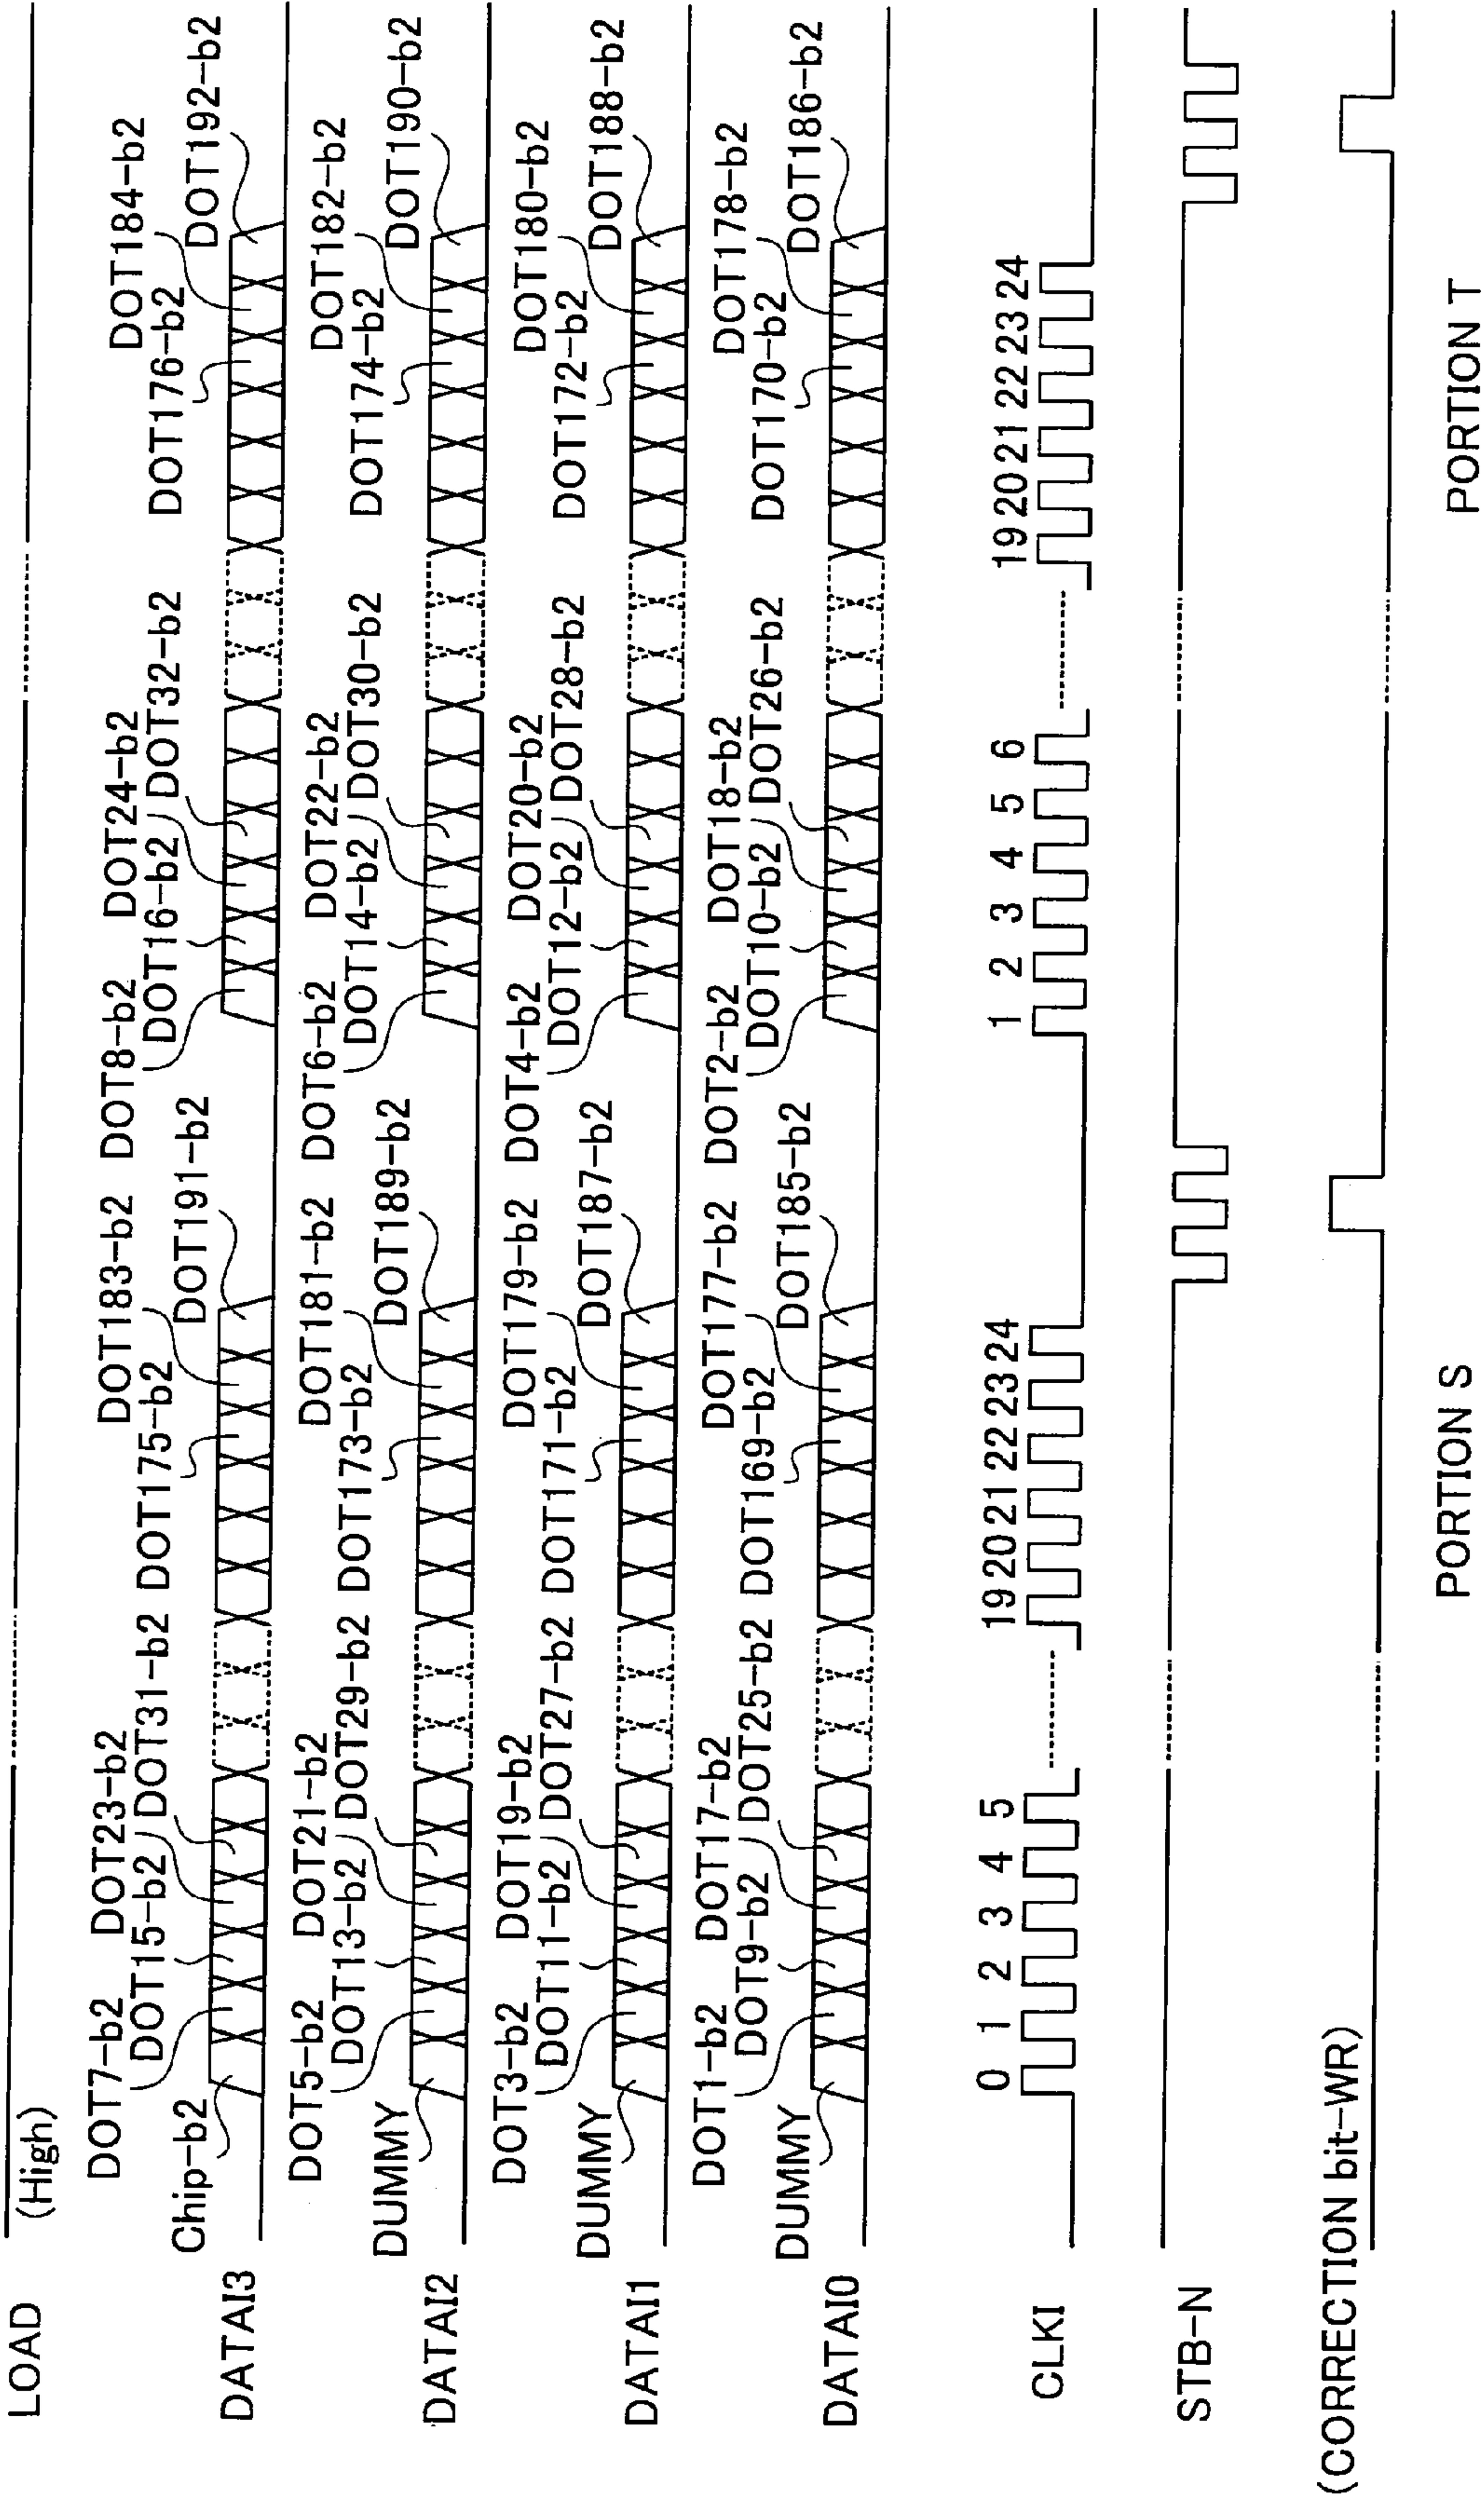 LOAD
(High)
DOT7-b2 DOT23-b2 DOT183-b2 DOT8-b2 DOT24-b2 DOT184-b2
Chip-b2 DOT15-b2 DOT31-b2 DOT175-b2 DOT191-b2 DOT16-b2 DOT32-b2 DOT176-b2 DOT192-b2
DATAI3
DOT5-b2 DOT21-b2 DOT181-b2 DOT6-b2 DOT22-b2 DOT182-b2
DUMMY DOT13-b2 DOT29-b2 DOT173-b2 DOT189-b2 DOT14-b2 DOT30-b2 DOT174-b2 DOT190-b2
DATAI2
DOT3-b2 DOT19-b2 DOT179-b2 DOT4-b2 DOT20-b2 DOT180-b2
DUMMY DOT11-b2 DOT27-b2 DOT171-b2 DOT187-b2 DOT12-b2 DOT28-b2 DOT172-b2 DOT188-b2
DATAI1
DOT1-b2 DOT17-b2 DOT177-b2 DOT2-b2 DOT18-b2 DOT178-b2
DUMMY DOT9-b2 DOT25-b2 DOT169-b2 DOT185-b2 DOT10-b2 DOT26-b2 DOT170-b2 DOT186-b2
DATAI0
0 1 2 3 4 5 19 20 21 22 23 24 1 2 3 4 5 6 19 20 21 22 23 24
CLKI
STB-N
(CORRECTION bit-WR)
PORTION S PORTION T